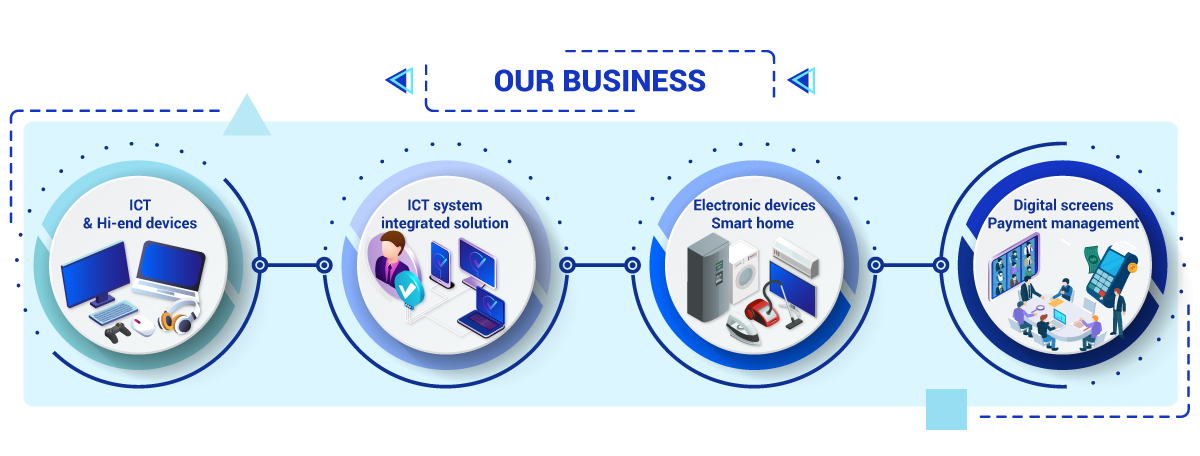 OUR BUSINESS
ICT
& Hi-end devices
ICT system
integrated solution
Electronic devices
Smart home
Digital screens
Payment management